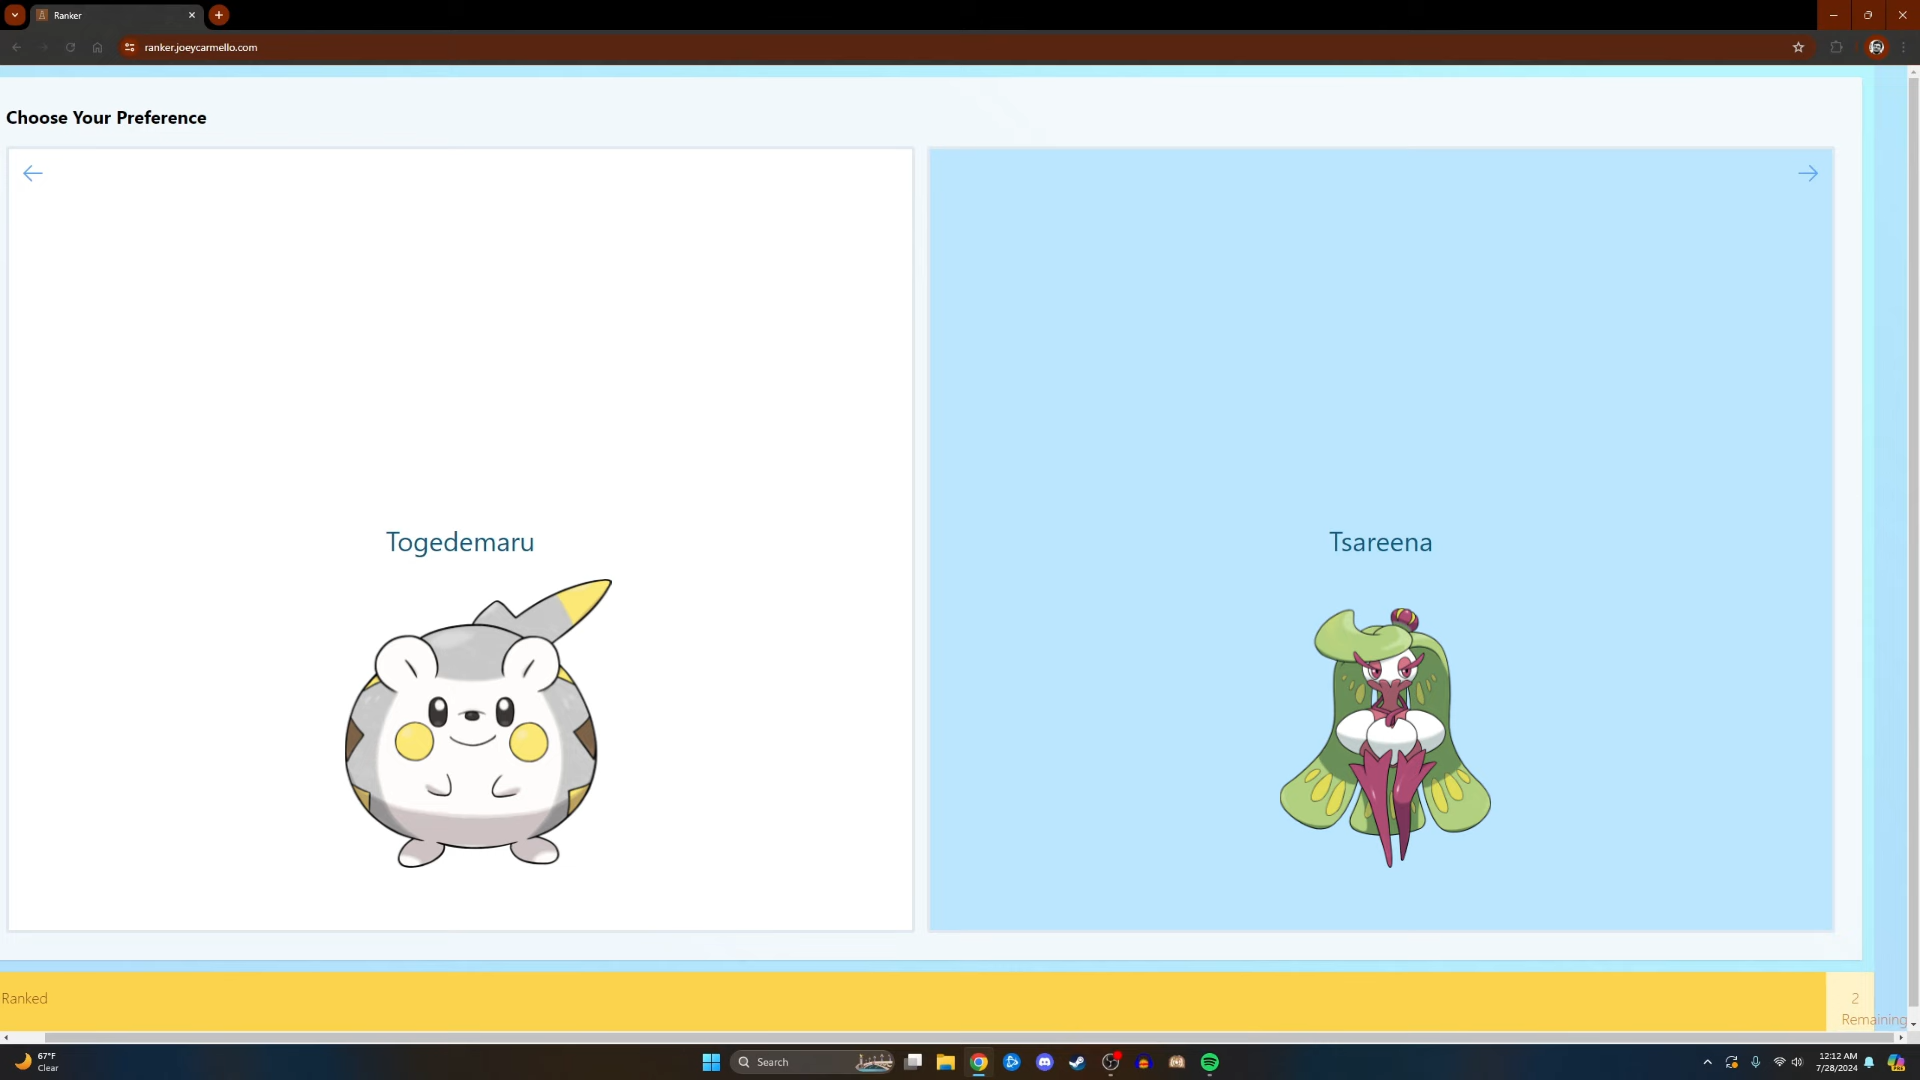 Ranker
ranker.joeycarmello.com
Choose Your Preference
Togedemaru
Tsareena
Ranked
2
Remaining
67°F
Clear
Search
12:12 AM
7/28/2024